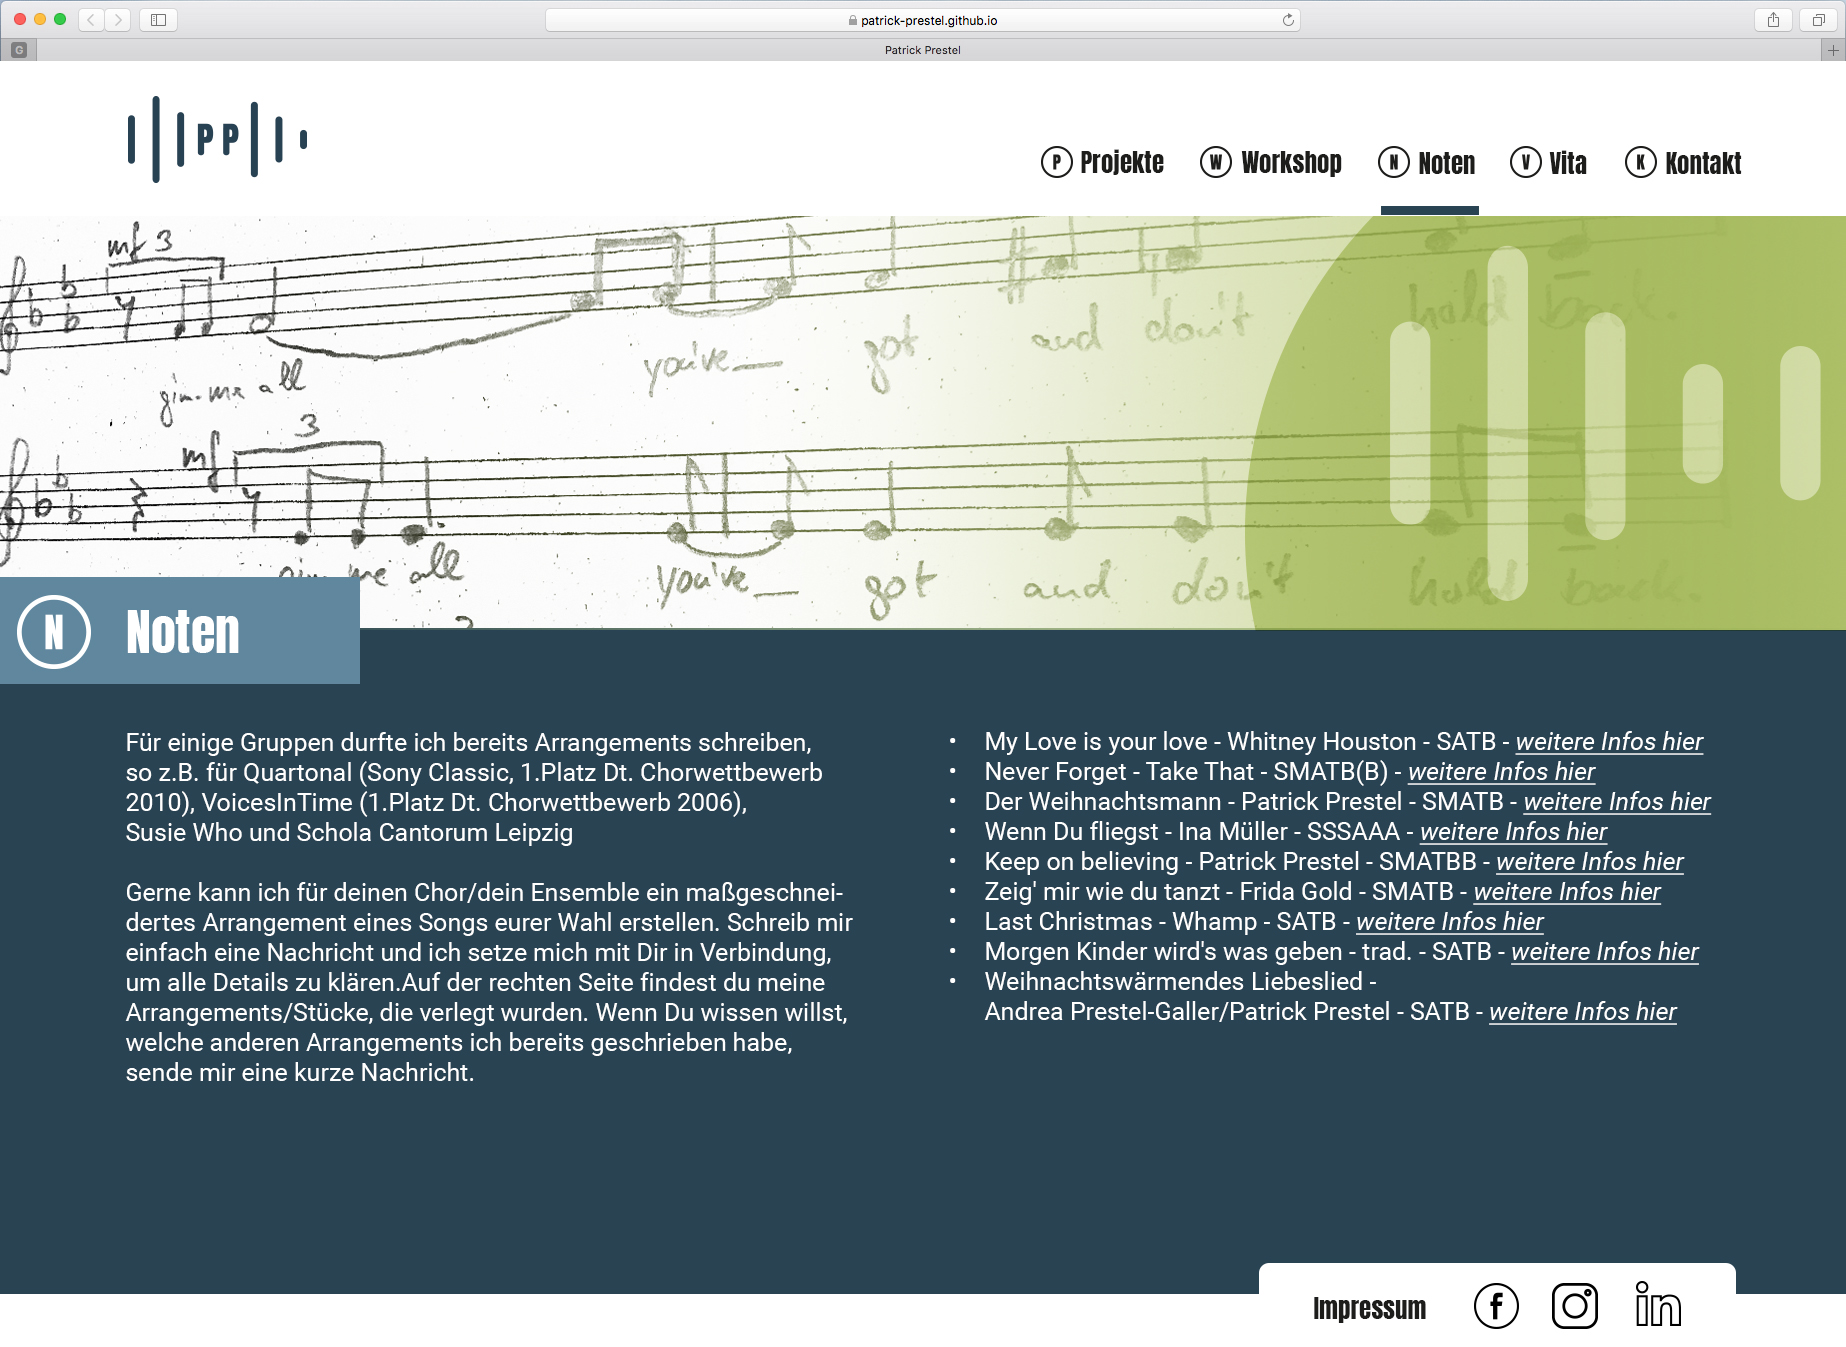 patrick-prestel.github.io
G
Patrick Prestel
PP
P Projekte W Workshop N Noten V Vita K Kontakt
mf 3
gim-me all you've got and don't hold back.
mf 3
gim-me all you've got and don't hold back.
N Noten
Für einige Gruppen durfte ich bereits Arrangements schreiben,
so z.B. für Quartonal (Sony Classic, 1.Platz Dt. Chorwettbewerb
2010), VoicesInTime (1.Platz Dt. Chorwettbewerb 2006),
Susie Who und Schola Cantorum Leipzig
Gerne kann ich für deinen Chor/dein Ensemble ein maßgeschnei-
dertes Arrangement eines Songs eurer Wahl erstellen. Schreib mir
einfach eine Nachricht und ich setze mich mit Dir in Verbindung,
um alle Details zu klären.Auf der rechten Seite findest du meine
Arrangements/Stücke, die verlegt wurden. Wenn Du wissen willst,
welche anderen Arrangements ich bereits geschrieben habe,
sende mir eine kurze Nachricht.
• My Love is your love - Whitney Houston - SATB - weitere Infos hier
• Never Forget - Take That - SMATB(B) - weitere Infos hier
• Der Weihnachtsmann - Patrick Prestel - SMATB - weitere Infos hier
• Wenn Du fliegst - Ina Müller - SSSAAA - weitere Infos hier
• Keep on believing - Patrick Prestel - SMATBB - weitere Infos hier
• Zeig' mir wie du tanzt - Frida Gold - SMATB - weitere Infos hier
• Last Christmas - Whamp - SATB - weitere Infos hier
• Morgen Kinder wird's was geben - trad. - SATB - weitere Infos hier
• Weihnachtswärmendes Liebeslied -
Andrea Prestel-Galler/Patrick Prestel - SATB - weitere Infos hier
Impressum f in